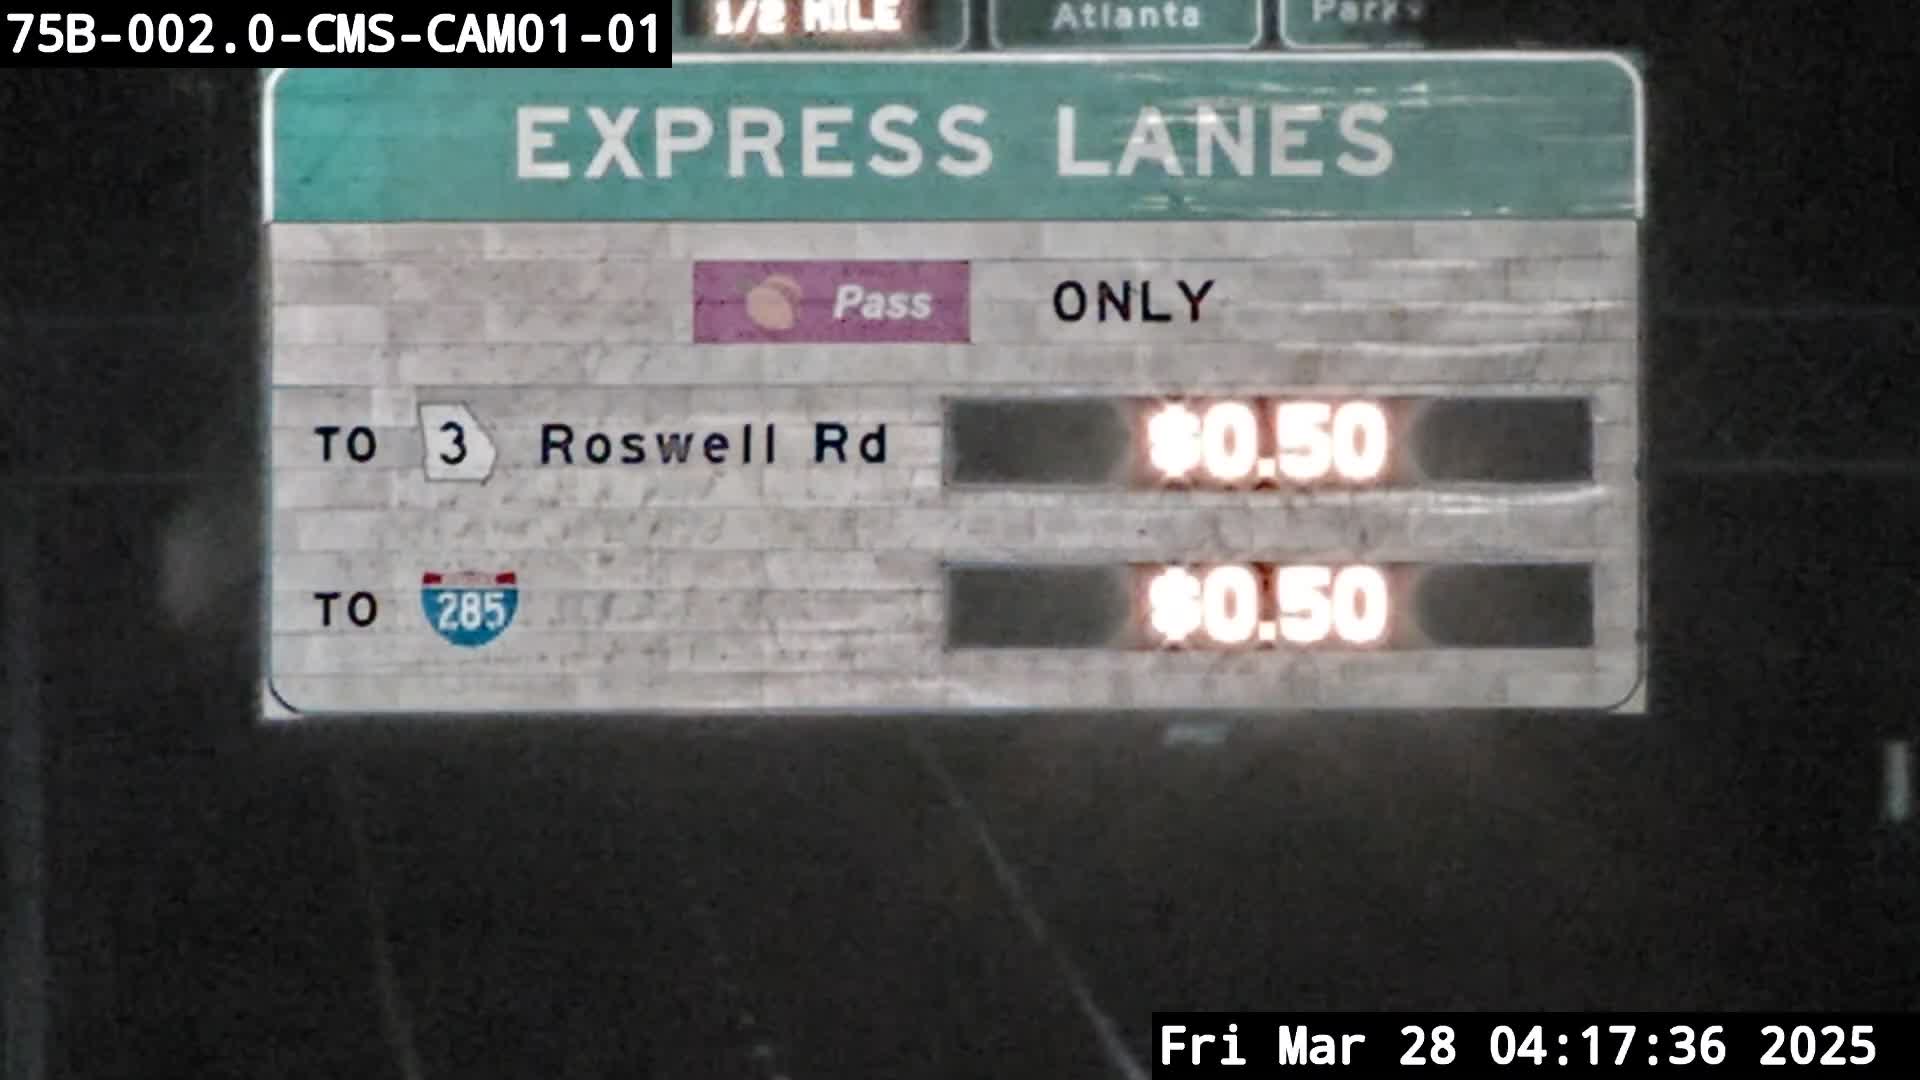 75B-002.0-CMS-CAM01-01
1/2 MILE
Atlanta
EXPRESS LANES
Pass ONLY
TO 3 Roswell Rd $0.50
TO 285 $0.50
Fri Mar 28 04:17:36 2025